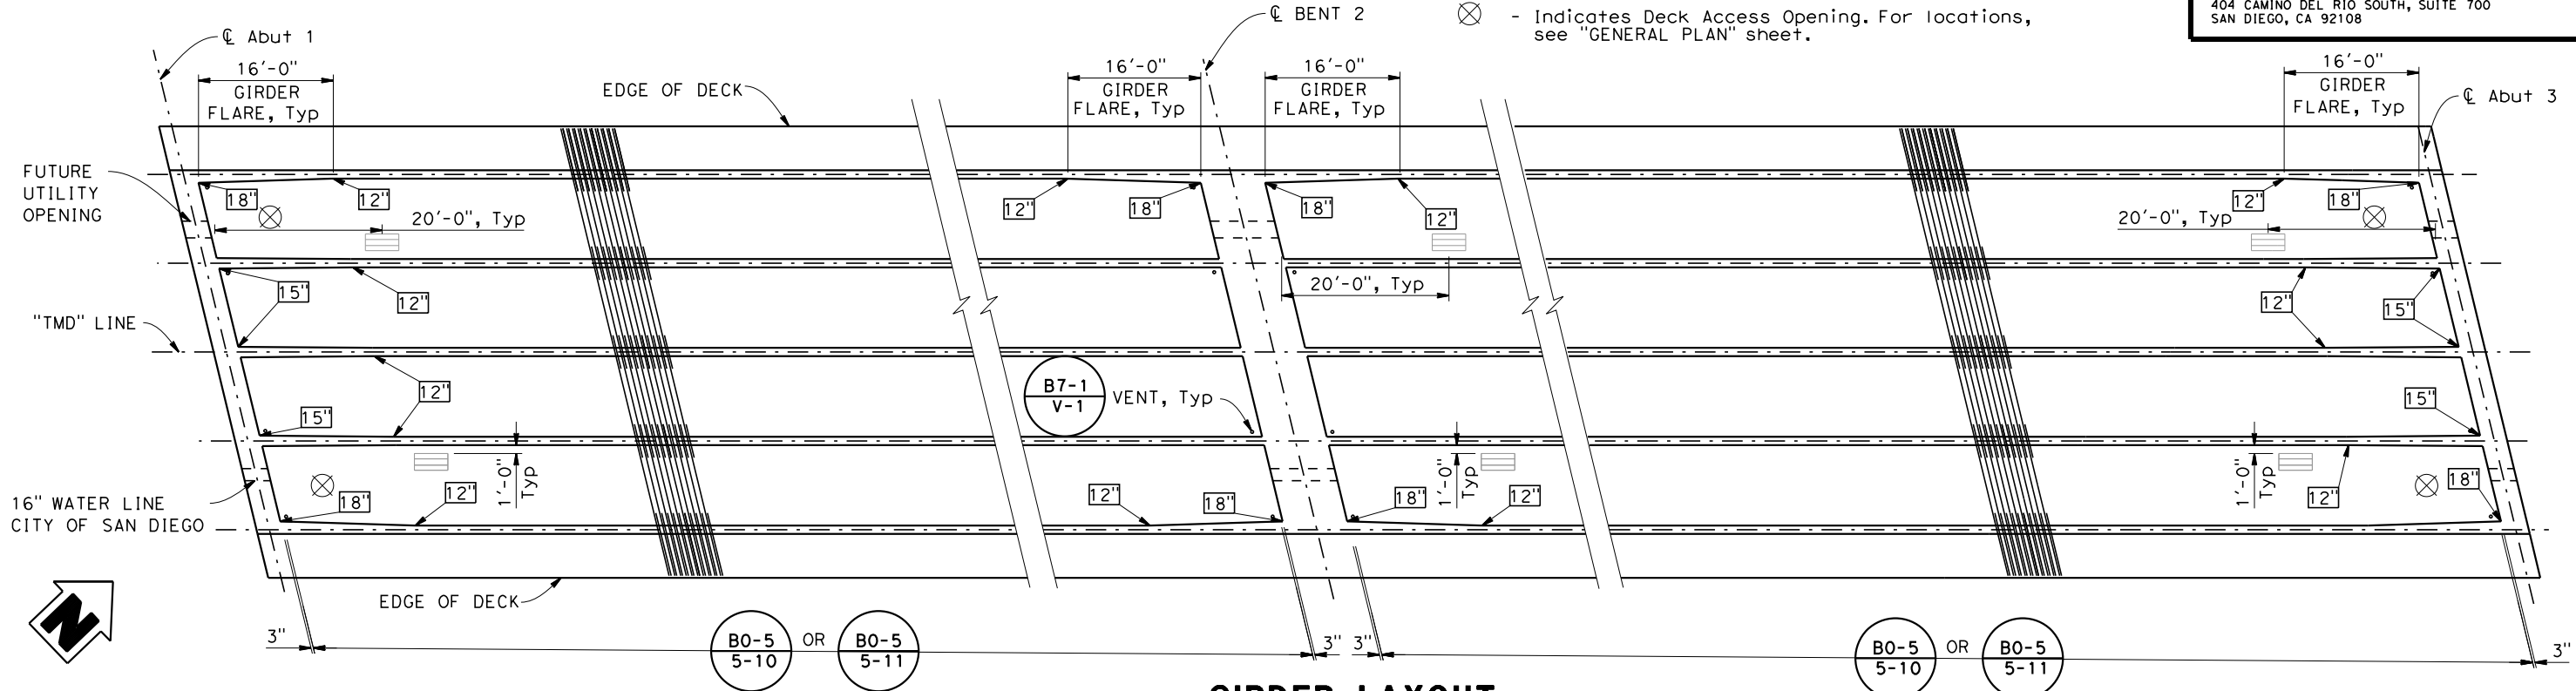 ℄ BENT 2
- Indicates Deck Access Opening. For locations,
see "GENERAL PLAN" sheet.
404 CAMINO DEL RIO SOUTH, SUITE 700
SAN DIEGO, CA 92108
℄ Abut 1
16'-0"
GIRDER
FLARE, Typ
EDGE OF DECK
16'-0"
GIRDER
FLARE, Typ
16'-0"
GIRDER
FLARE, Typ
16'-0"
GIRDER
FLARE, Typ
℄ Abut 3
FUTURE
UTILITY
OPENING
18"
12"
20'-0", Typ
12"
18"
18"
12"
20'-0", Typ
12"
18"
15"
12"
20'-0", Typ
12"
15"
"TMD" LINE
12"
15"
B7-1
V-1
VENT, Typ
15"
16" WATER LINE
CITY OF SAN DIEGO
18"
12"
1'-0"
Typ
12"
18"
18"
1'-0"
Typ
12"
1'-0"
Typ
12"
18"
N
EDGE OF DECK
3"
B0-5
5-10
OR
B0-5
5-11
3"
3"
B0-5
5-10
OR
B0-5
5-11
3"
GIRDER LAYOUT